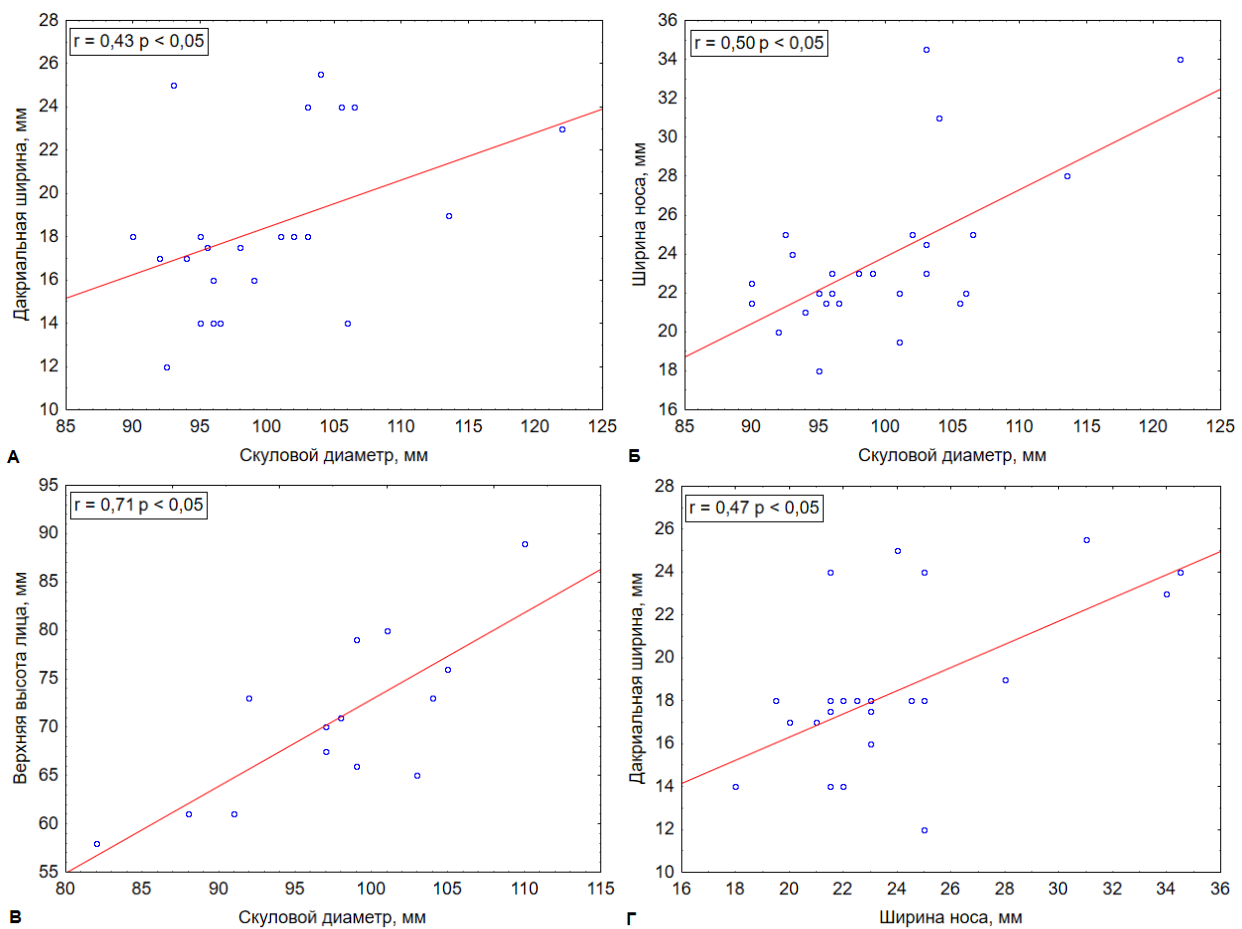 r = 0,43 p < 0,05
Дакриальная ширина, мм
28
26
24
22
20
18
16
14
12
10
85 90 95 100 105 110 115 120 125
Скуловой диаметр, мм
А
r = 0,50 p < 0,05
Ширина носа, мм
36
34
32
30
28
26
24
22
20
18
16
85 90 95 100 105 110 115 120 125
Скуловой диаметр, мм
Б
r = 0,71 p < 0,05
Верхняя высота лица, мм
95
90
85
80
75
70
65
60
55
80 85 90 95 100 105 110 115
Скуловой диаметр, мм
В
r = 0,47 p < 0,05
Дакриальная ширина, мм
28
26
24
22
20
18
16
14
12
10
16 18 20 22 24 26 28 30 32 34 36
Ширина носа, мм
Г